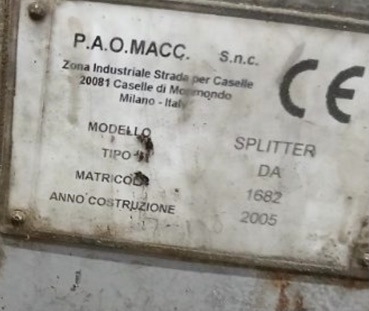 P.A.O.MACC. S.n.c.
Zona Industriale Strada per Caselle
20081 Caselle di Morimondo
Milano - Italy
CE
MODELLO SPLITTER
TIPO DA
MATRICOLA 1682
ANNO COSTRUZIONE 2005